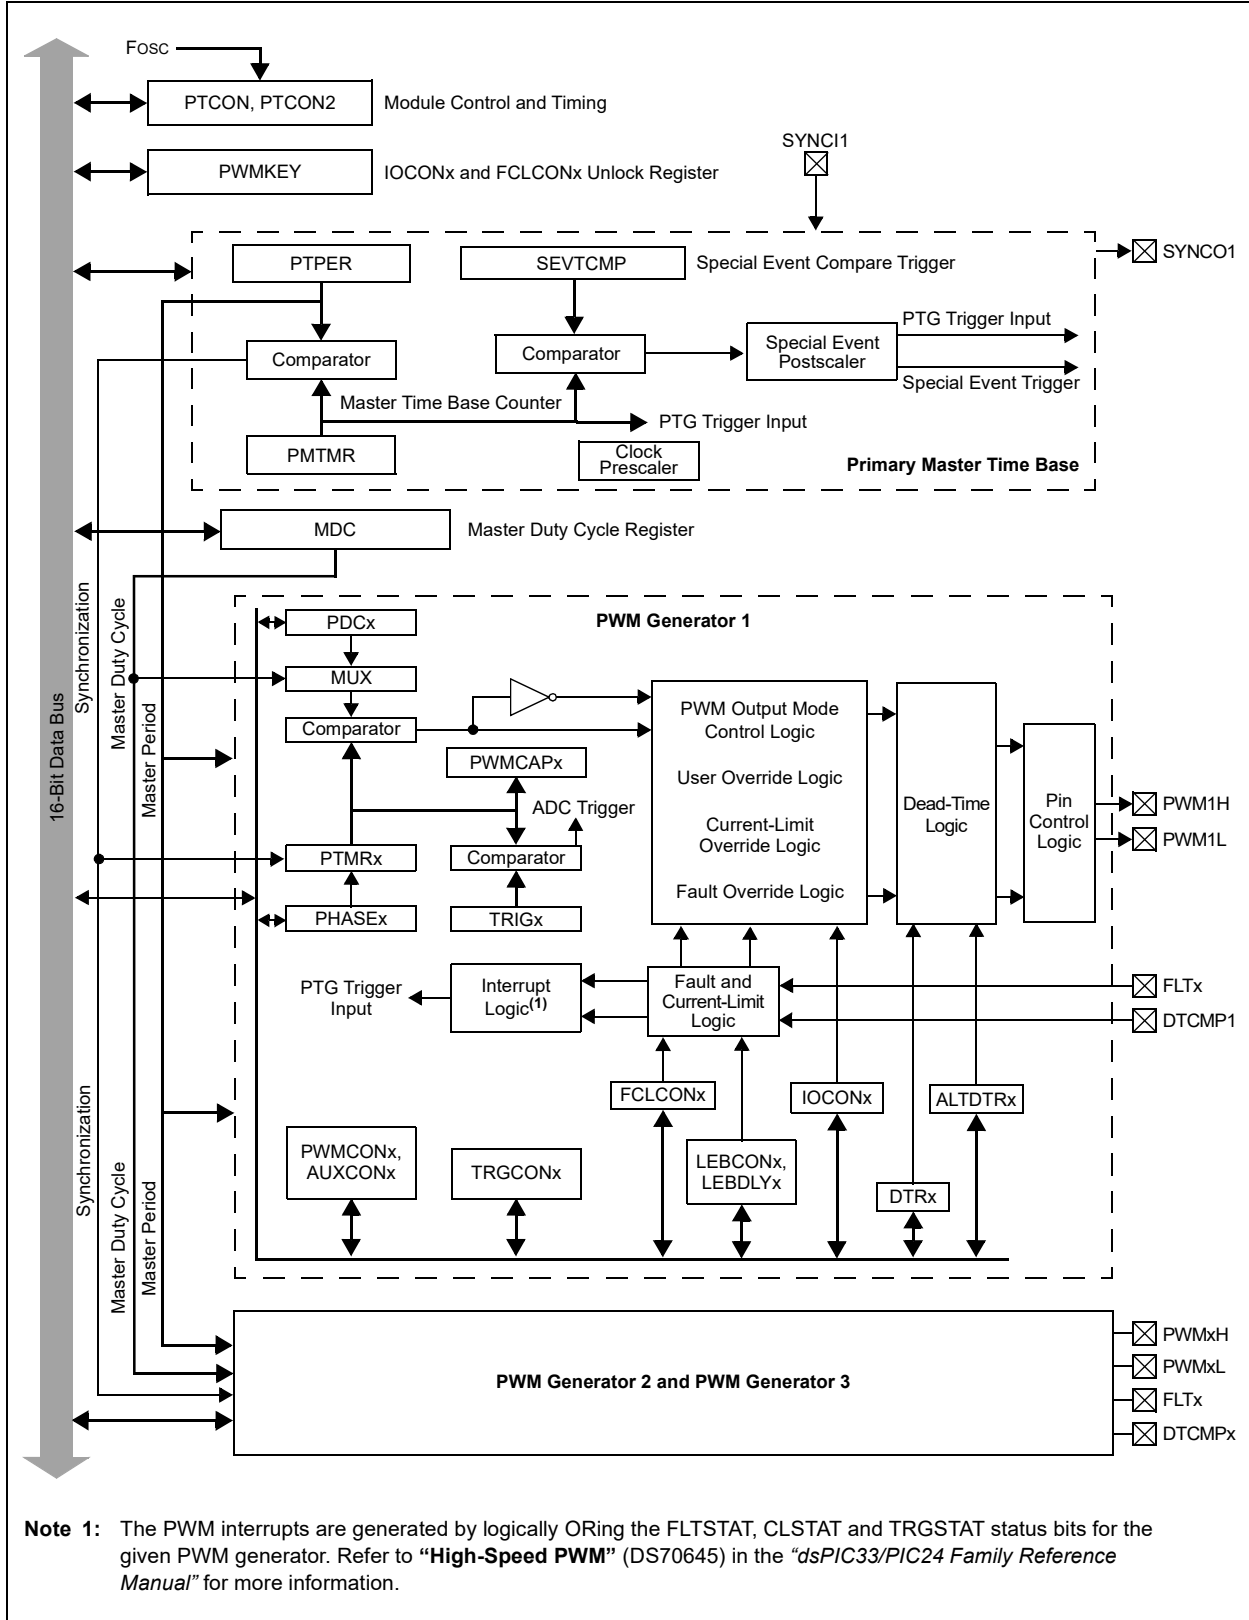 FOSC
PTCON, PTCON2
Module Control and Timing
PWMKEY
IOCONx and FCLCONx Unlock Register
SYNCI1
SYNCO1
PTPER
SEVTCMP
Special Event Compare Trigger
Comparator
Comparator
Special Event
Postscaler
PTG Trigger Input
Special Event Trigger
Master Time Base Counter
PTG Trigger Input
PMTMR
Clock
Prescaler
Primary Master Time Base
MDC
Master Duty Cycle Register
16-Bit Data Bus
Synchronization
Master Duty Cycle
Master Period
PWM Generator 1
PDCx
MUX
Comparator
PWMCAPx
ADC Trigger
PTMRx
Comparator
PHASEx
TRIGx
PWM Output Mode
Control Logic
User Override Logic
Current-Limit
Override Logic
Fault Override Logic
Dead-Time
Logic
Pin
Control
Logic
PWM1H
PWM1L
PTG Trigger
Input
Interrupt
Logic(1)
Fault and
Current-Limit
Logic
FLTx
DTCMP1
FCLCONx
IOCONx
ALTDTRx
Synchronization
Master Duty Cycle
Master Period
PWMCONx,
AUXCONx
TRGCONx
LEBCONx,
LEBDLYx
DTRx
PWM Generator 2 and PWM Generator 3
PWMxH
PWMxL
FLTx
DTCMPx
Note 1: The PWM interrupts are generated by logically ORing the FLTSTAT, CLSTAT and TRGSTAT status bits for the
given PWM generator. Refer to “High-Speed PWM” (DS70645) in the “dsPIC33/PIC24 Family Reference
Manual” for more information.